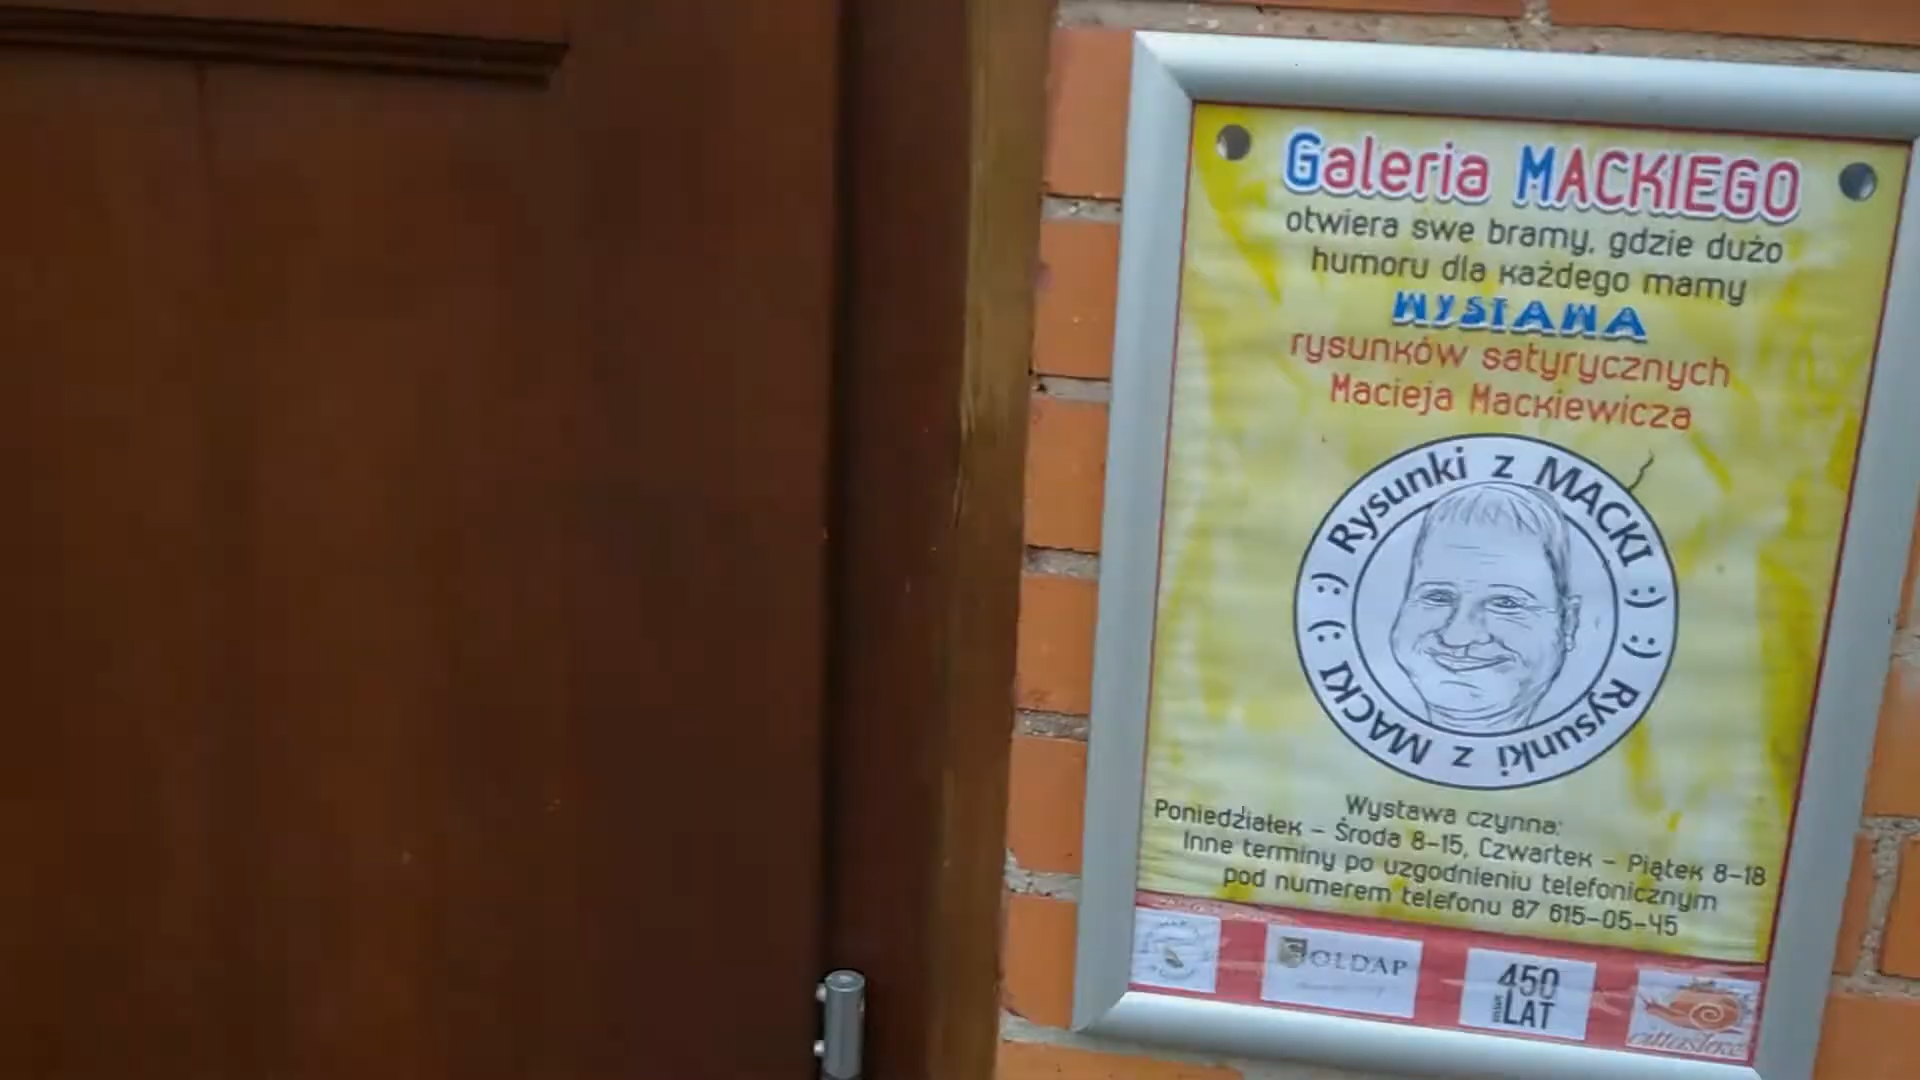 Galeria MACKIEGO
otwiera swe bramy, gdzie dużo
humoru dla każdego mamy
WYSTAWA
rysunków satyrycznych
Macieja Mackiewicza
Rysunki z MACKI :) :) Rysunki z MACKI :) :)
Wystawa czynna:
Poniedziałek - Środa 8-15, Czwartek - Piątek 8-18
Inne terminy po uzgodnieniu telefonicznym
pod numerem telefonu 87 615-05-45
GOŁDAP
450
LAT
cittaslow